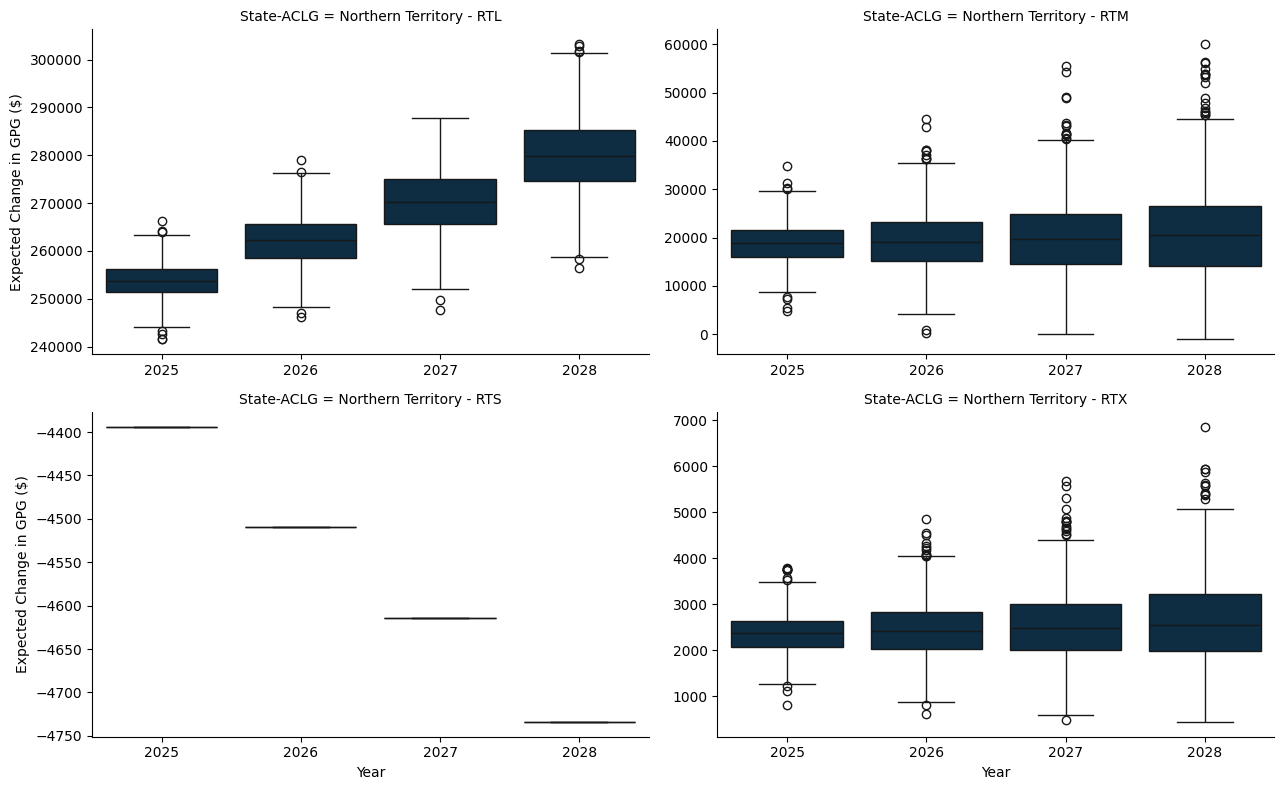 State-ACLG = Northern Territory - RTL
Expected Change in GPG ($)
300000
290000
280000
270000
260000
250000
240000
2025 2026 2027 2028
State-ACLG = Northern Territory - RTM
60000
50000
40000
30000
20000
10000
0
2025 2026 2027 2028
State-ACLG = Northern Territory - RTS
Expected Change in GPG ($)
−4400
−4450
−4500
−4550
−4600
−4650
−4700
−4750
2025 2026 2027 2028
Year
State-ACLG = Northern Territory - RTX
7000
6000
5000
4000
3000
2000
1000
2025 2026 2027 2028
Year